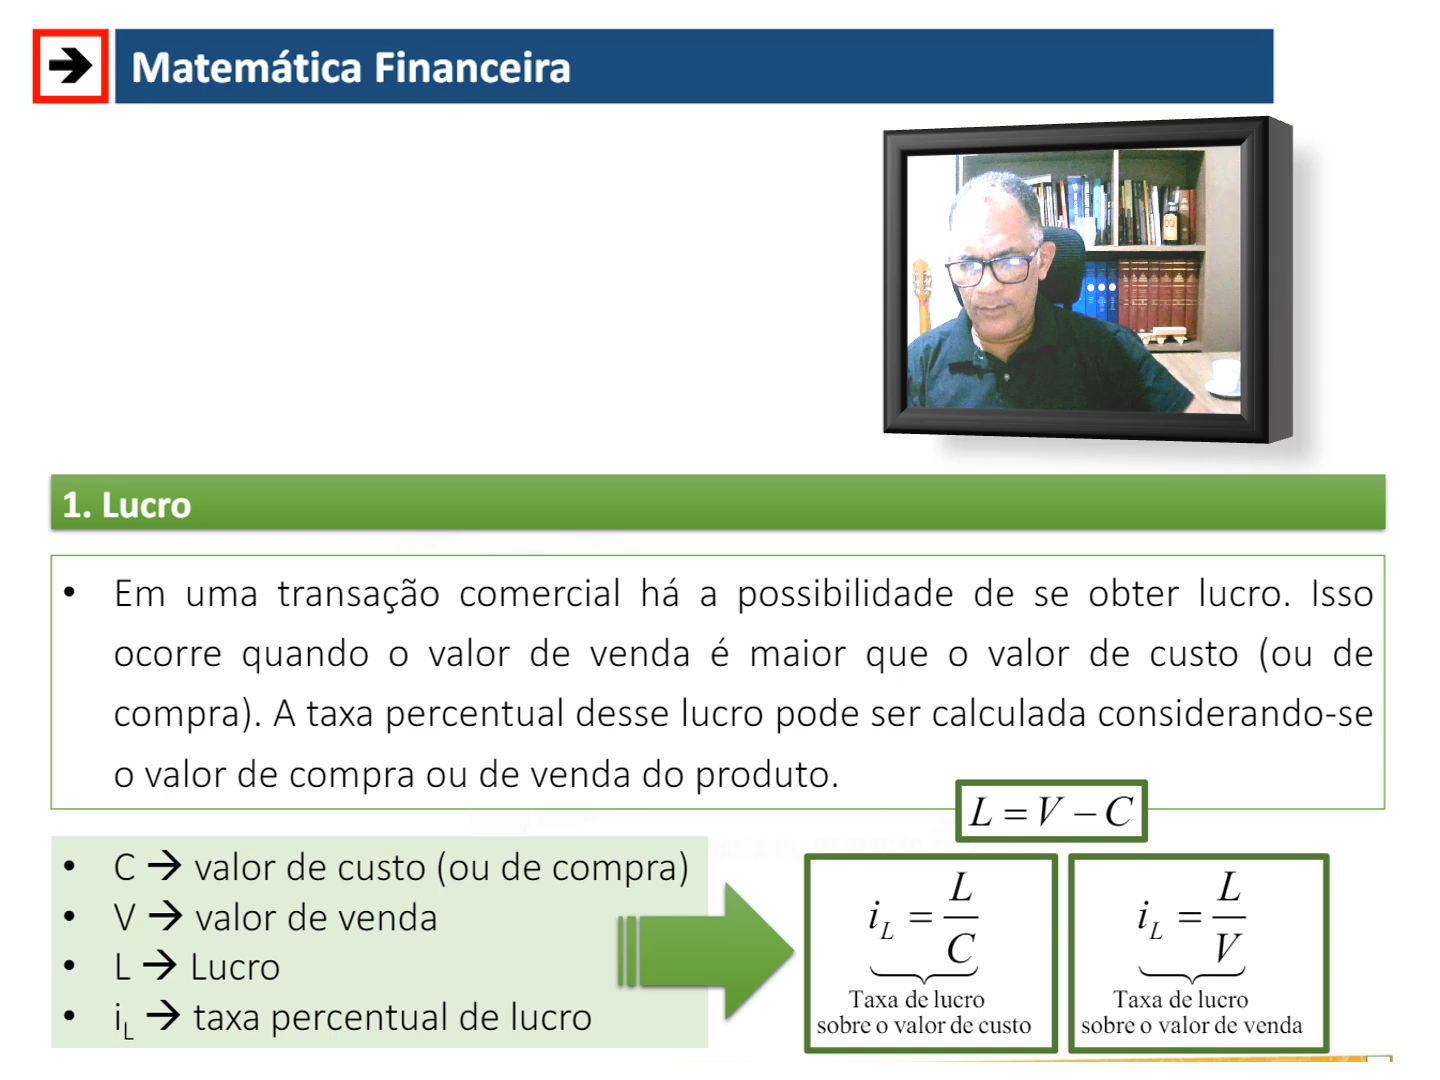 Matemática Financeira
1. Lucro
• Em uma transação comercial há a possibilidade de se obter lucro. Isso
ocorre quando o valor de venda é maior que o valor de custo (ou de
compra). A taxa percentual desse lucro pode ser calculada considerando-se
o valor de compra ou de venda do produto.
L = V – C
• C → valor de custo (ou de compra)
• V → valor de venda
• L → Lucro
• i_L → taxa percentual de lucro
i_L = L/C
Taxa de lucro
sobre o valor de custo
i_L = L/V
Taxa de lucro
sobre o valor de venda